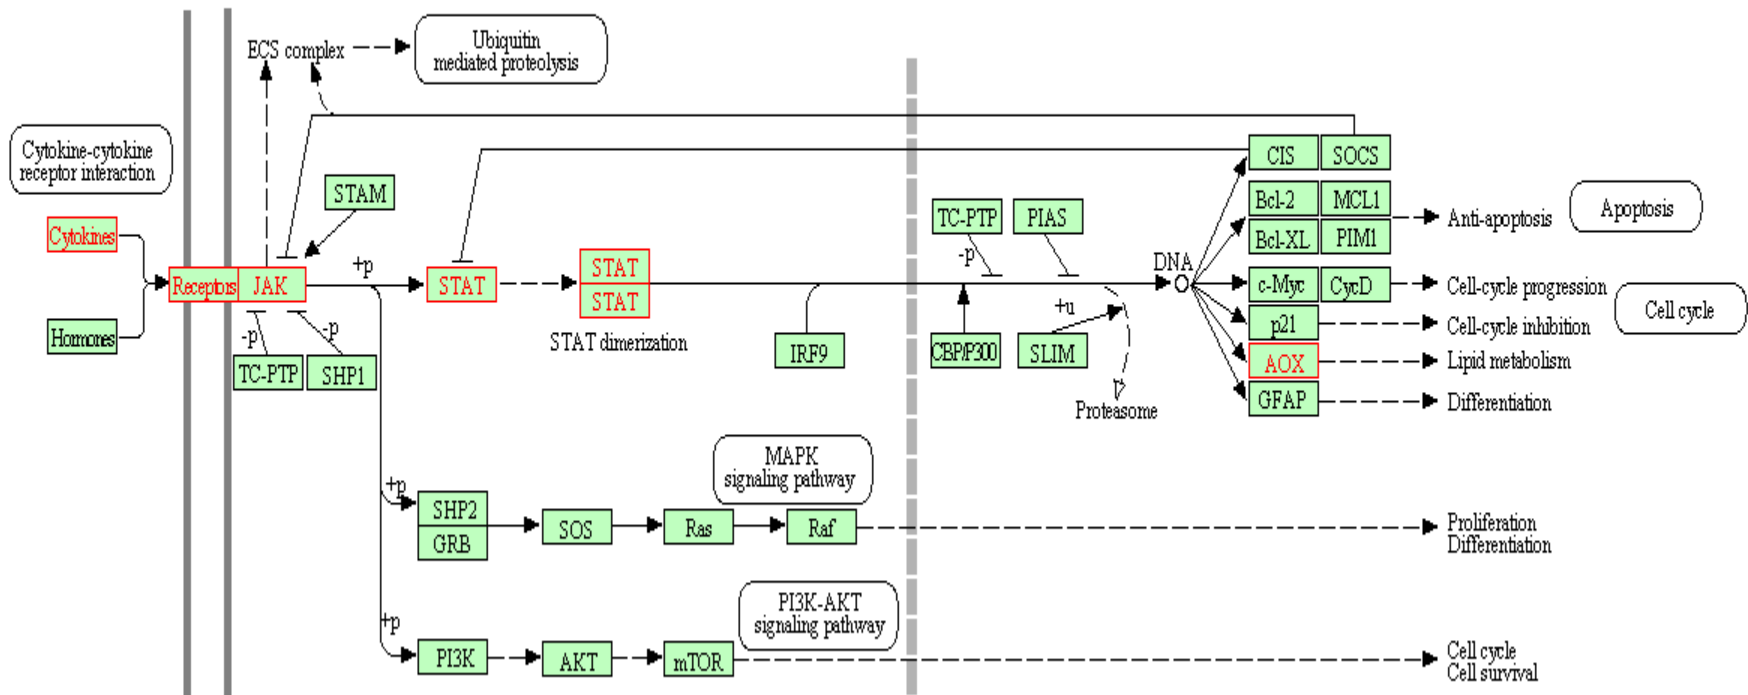 ECS complex
Ubiquitin
mediated proteolysis
Cytokine-cytokine
receptor interaction
CIS
SOCS
STAM
Bcl-2
MCL1
TC-PTP
PIAS
Anti-apoptosis
Apoptosis
Cytokines
Bcl-XL
PIM1
-p
+p
STAT
DNA
Receptors
JAK
STAT
STAT
c-Myc
CycD
Cell-cycle progression
+u
Cell cycle
Hormones
-p
-p
STAT dimerization
IRF9
CBP/P300
SLIM
p21
Cell-cycle inhibition
AOX
Lipid metabolism
TC-PTP
SHP1
GFAP
Differentiation
Proteasome
MAPK
signaling pathway
+p
SHP2
GRB
SOS
Ras
Raf
Proliferation
Differentiation
PI3K-AKT
signaling pathway
+p
PI3K
AKT
mTOR
Cell cycle
Cell survival